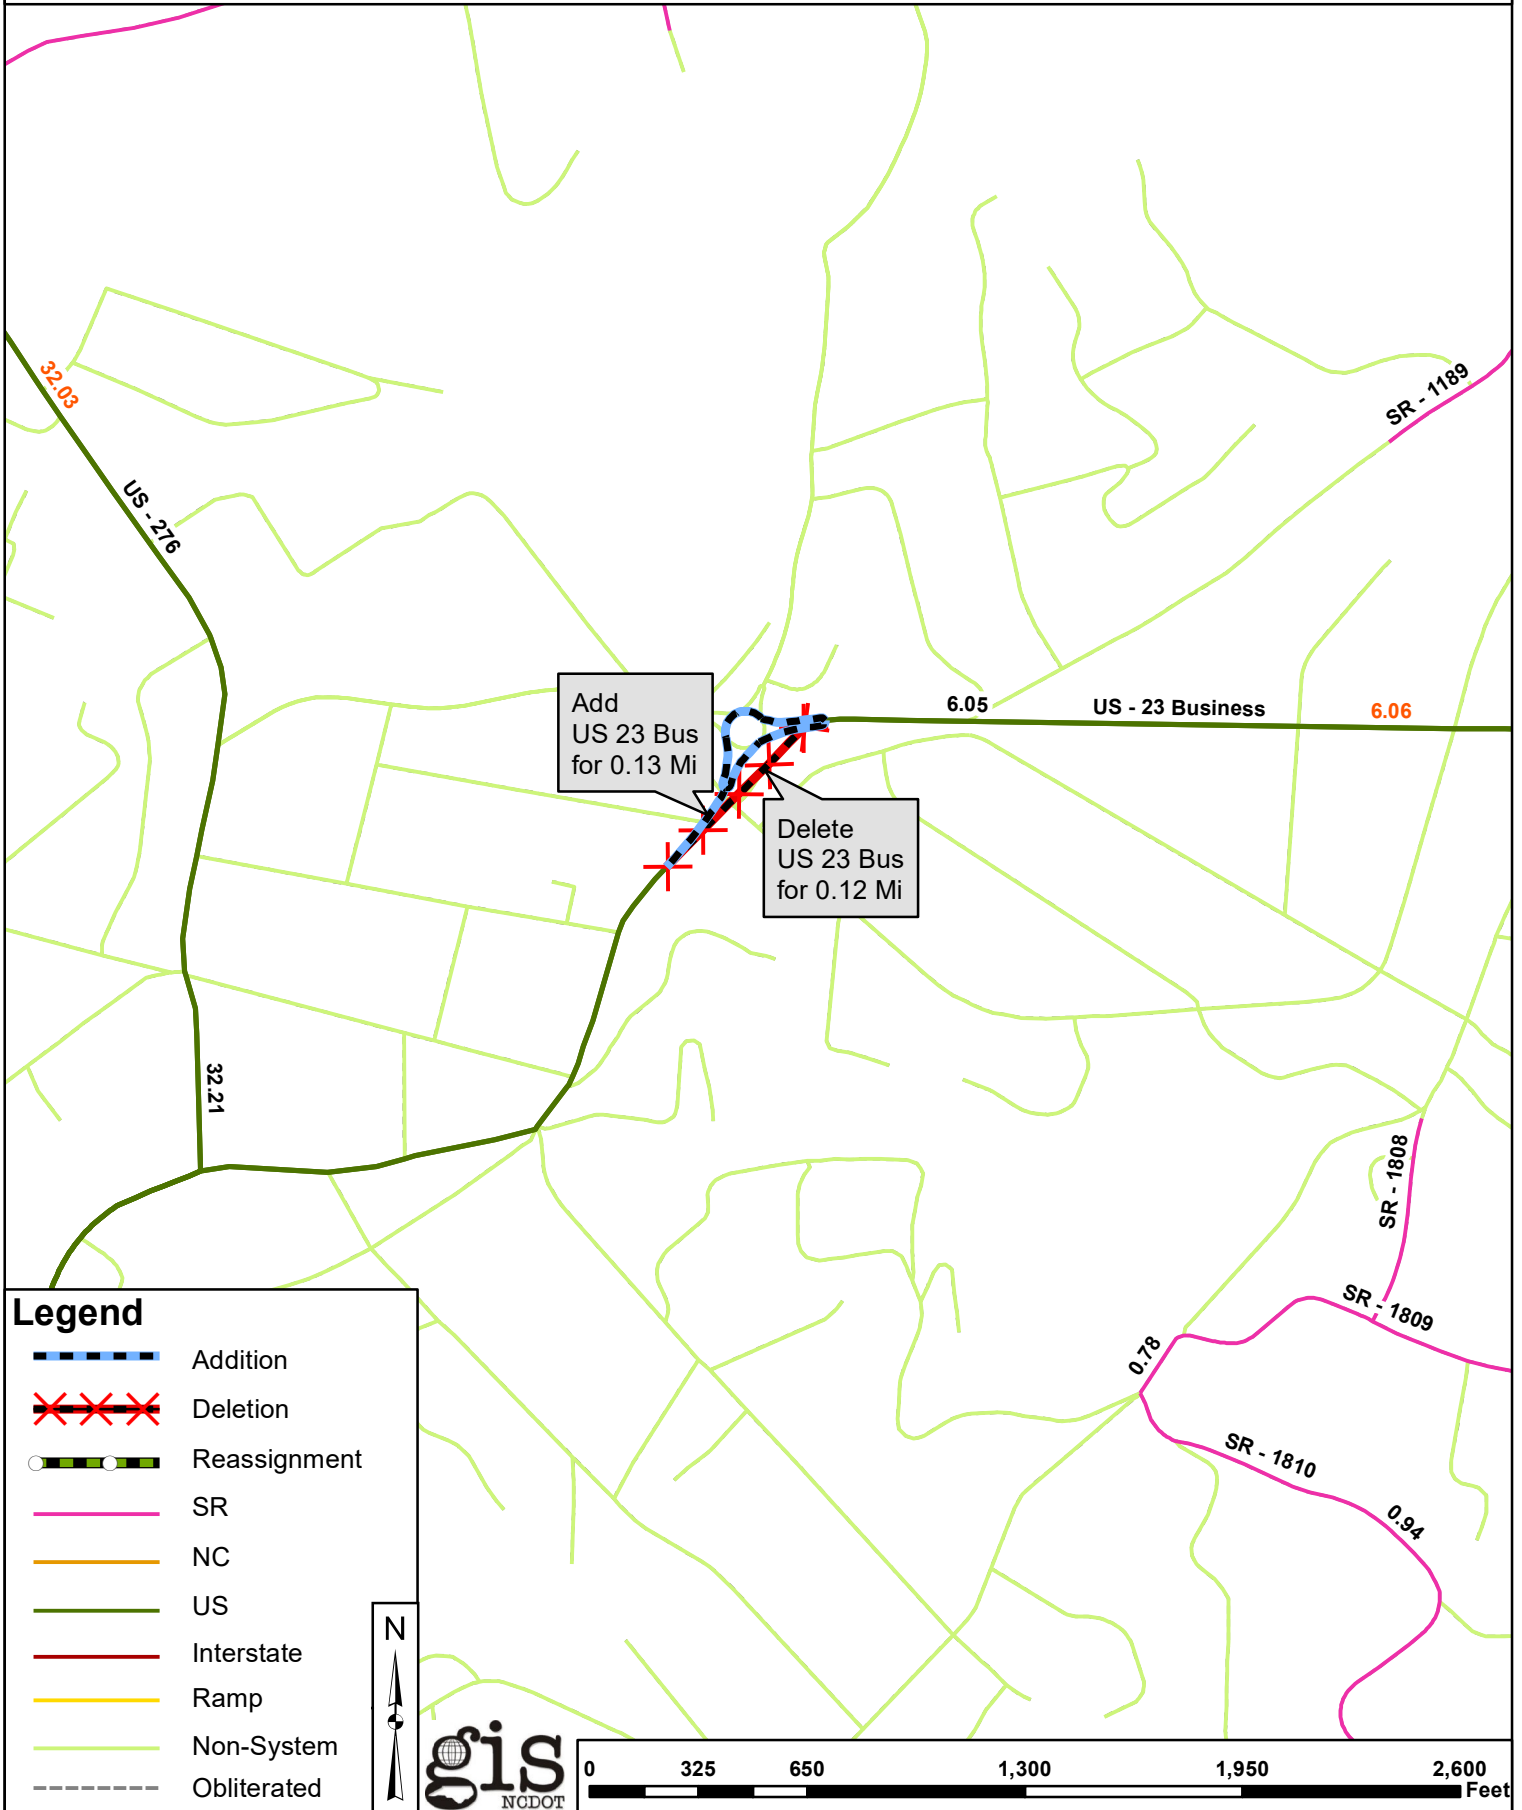 32.03
US - 276
SR - 1189
6.05
US - 23 Business
6.06
Add
US 23 Bus
for 0.13 Mi
Delete
US 23 Bus
for 0.12 Mi
32.21
SR - 1808
SR - 1809
0.78
SR - 1810
0.94
Legend
Addition
Deletion
Reassignment
SR
NC
US
Interstate
Ramp
Non-System
Obliterated
N
gis
NCDOT
0 325 650 1,300 1,950 2,600
Feet